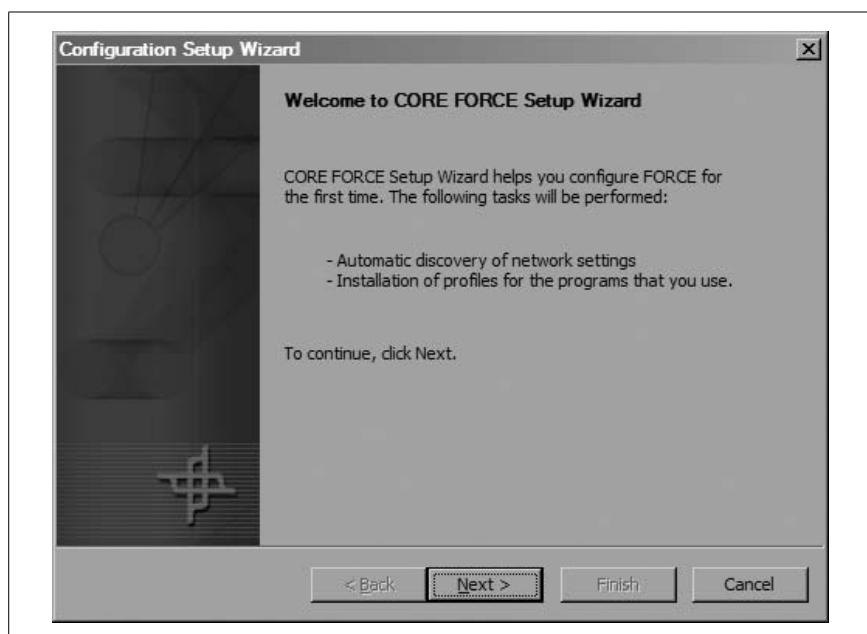 Configuration Setup Wizard
Welcome to CORE FORCE Setup Wizard
CORE FORCE Setup Wizard helps you configure FORCE for
the first time. The following tasks will be performed:
- Automatic discovery of network settings
- Installation of profiles for the programs that you use.
To continue, click Next.
< Back
Next >
Finish
Cancel